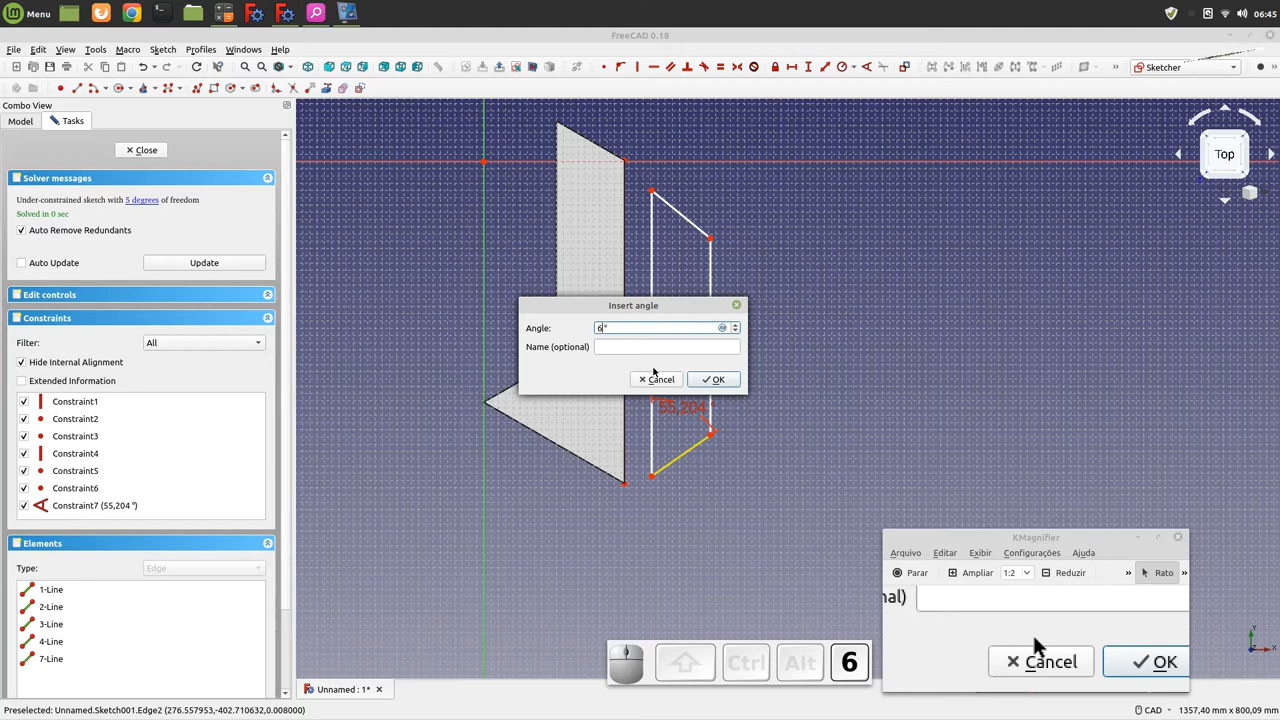 Menu
06:45
FreeCAD 0.18
File Edit View Tools Macro Sketch Profiles Windows Help
Sketcher
Combo View
Model Tasks
Close
Solver messages
Under-constrained sketch with 5 degrees of freedom
Solved in 0 sec
Auto Remove Redundants
Auto Update
Update
Edit controls
Constraints
Filter:
All
Hide Internal Alignment
Extended Information
Constraint1
Constraint2
Constraint3
Constraint4
Constraint5
Constraint6
Constraint7 (55,204 °)
Elements
Type:
Edge
1-Line
2-Line
3-Line
4-Line
7-Line
Top
Insert angle
Angle:
6°
Name (optional)
Cancel
OK
55,204 °
KMagnifier
Arquivo Editar Exibir Configurações Ajuda
Parar Ampliar 1:2 Reduzir » Rato »
nal)
Cancel OK
Ctrl Alt 6
Y
X
Unnamed : 1*
Preselected: Unnamed.Sketch001.Edge2 (276.557953,-402.710632,0.008000)
CAD
1357,40 mm x 800,09 mm